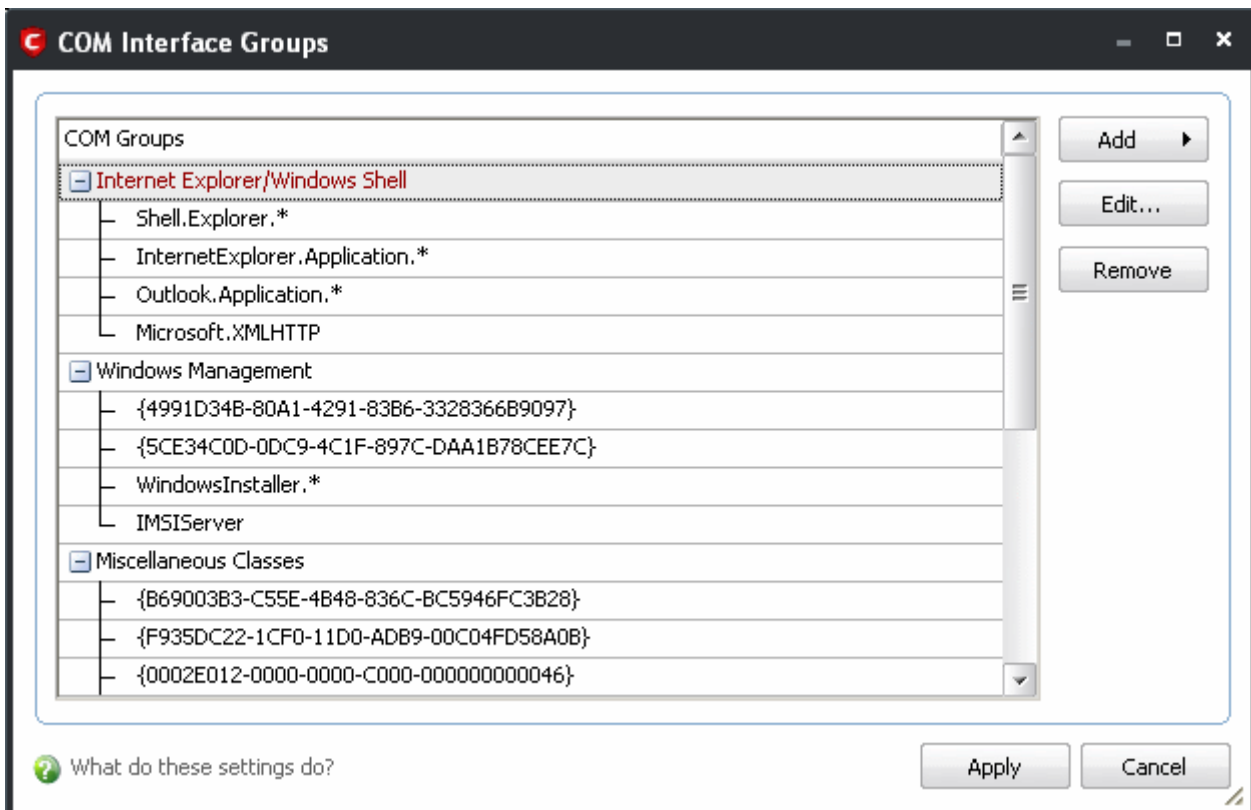 COM Interface Groups
COM Groups
Internet Explorer/Windows Shell
Shell.Explorer.*
InternetExplorer.Application.*
Outlook.Application.*
Microsoft.XMLHTTP
Windows Management
{4991D34B-80A1-4291-83B6-3328366B9097}
{5CE34C0D-0DC9-4C1F-897C-DAA1B78CEE7C}
WindowsInstaller.*
IMSIServer
Miscellaneous Classes
{B69003B3-C55E-4B48-836C-BC5946FC3B28}
{F935DC22-1CF0-11D0-ADB9-00C04FD58A0B}
{0002E012-0000-0000-C000-000000000046}
Add
Edit...
Remove
What do these settings do?
Apply
Cancel